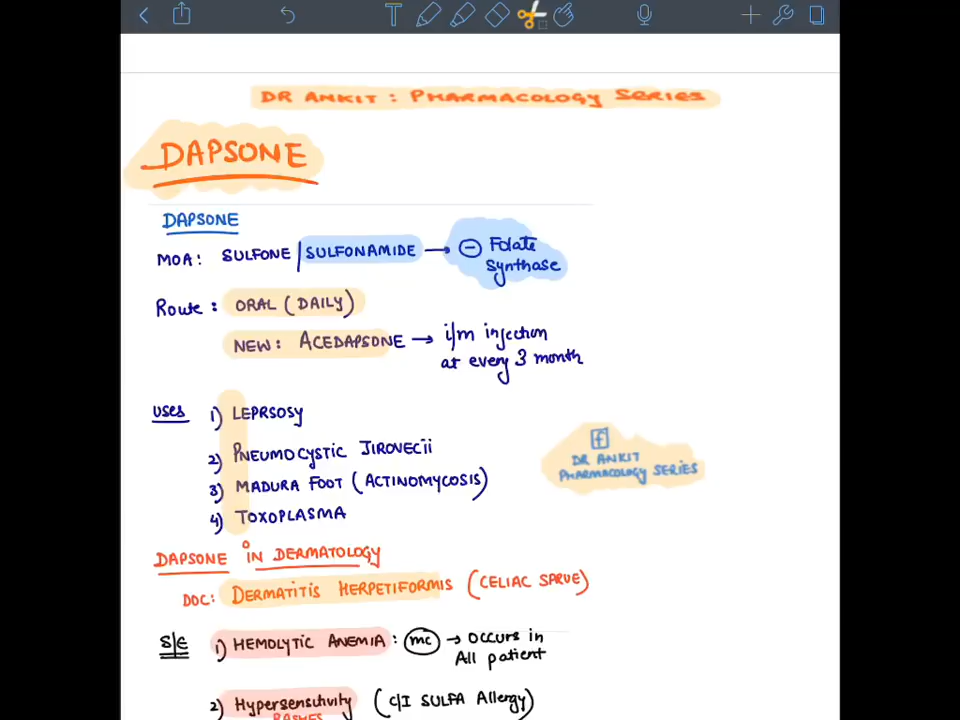 DR ANKIT : PHARMACOLOGY SERIES
DAPSONE
DAPSONE
MOA: SULFONE / SULFONAMIDE → ⊖ Folate
synthase
Route : ORAL (DAILY)
NEW : ACEDAPSONE → i/m injection
at every 3 month
USES 1) LEPRSOSY
2) PNEUMOCYSTIC JIROVECII
3) MADURA FOOT (ACTINOMYCOSIS)
4) TOXOPLASMA
f
DR ANKIT
PHARMACOLOGY SERIES
DAPSONE IN DERMATOLOGY
DOC: DERMATITIS HERPETIFORMIS (CELIAC SPRUE)
S/E 1) HEMOLYTIC ANEMIA : mc → OCCURS IN
All patient
2) Hypersensitivity (C/I SULFA Allergy)
RASHES